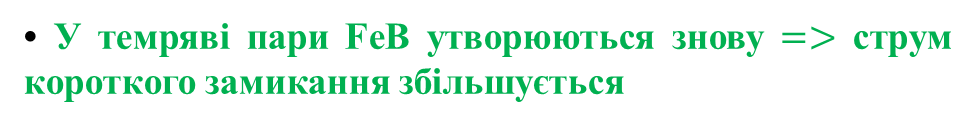 • У темряві пари FeB утворюються знову => струм
короткого замикання збільшується